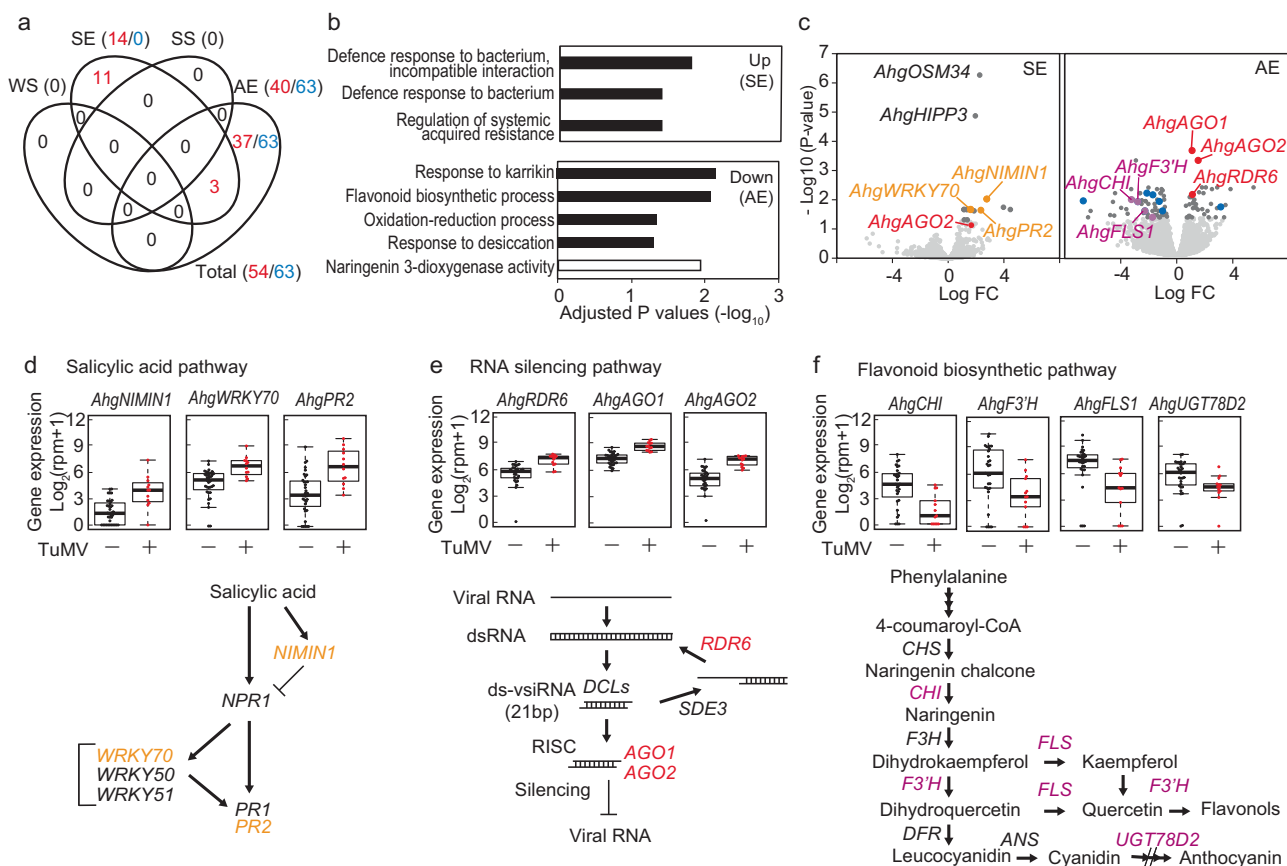 a
SE (14/0)
SS (0)
WS (0)
AE (40/63)
11
0
0
0
0
0
0
37/63
0
0
3
0
0
0
Total (54/63)
b
Defence response to bacterium,
incompatible interaction
Defence response to bacterium
Regulation of systemic
acquired resistance
Up
(SE)
Response to karrikin
Flavonoid biosynthetic process
Oxidation-reduction process
Response to desiccation
Naringenin 3-dioxygenase activity
Down
(AE)
0 1 2 3
Adjusted P values (-log10)
c
- Log10 (P-value)
7
6
5
4
3
2
1
0
SE
AhgOSM34
AhgHIPP3
AhgNIMIN1
AhgWRKY70
AhgAGO2
AhgPR2
-4 0 4
Log FC
AE
AhgAGO1
AhgAGO2
AhgF3'H
AhgCHI
AhgRDR6
AhgFLS1
-4 0 4
Log FC
d Salicylic acid pathway
AhgNIMIN1 AhgWRKY70 AhgPR2
Gene expression
Log2(rpm+1)
12
9
6
3
0
TuMV − + − + − +
Salicylic acid
NIMIN1
NPR1
WRKY70
WRKY50
WRKY51
PR1
PR2
e RNA silencing pathway
AhgRDR6 AhgAGO1 AhgAGO2
Gene expression
Log2(rpm+1)
12
9
6
3
0
TuMV − + − + − +
Viral RNA
dsRNA
RDR6
ds-vsiRNA
(21bp)
DCLs
SDE3
RISC
AGO1
AGO2
Silencing
Viral RNA
f Flavonoid biosynthetic pathway
AhgCHI AhgF3'H AhgFLS1 AhgUGT78D2
Gene expression
Log2(rpm+1)
12
9
6
3
0
TuMV − + − + − + − +
Phenylalanine
4-coumaroyl-CoA
CHS
Naringenin chalcone
CHI
Naringenin
F3H
FLS
Dihydrokaempferol
Kaempferol
F3'H
FLS
F3'H
Dihydroquercetin
Quercetin
Flavonols
DFR
ANS
UGT78D2
Leucocyanidin
Cyanidin
Anthocyanin